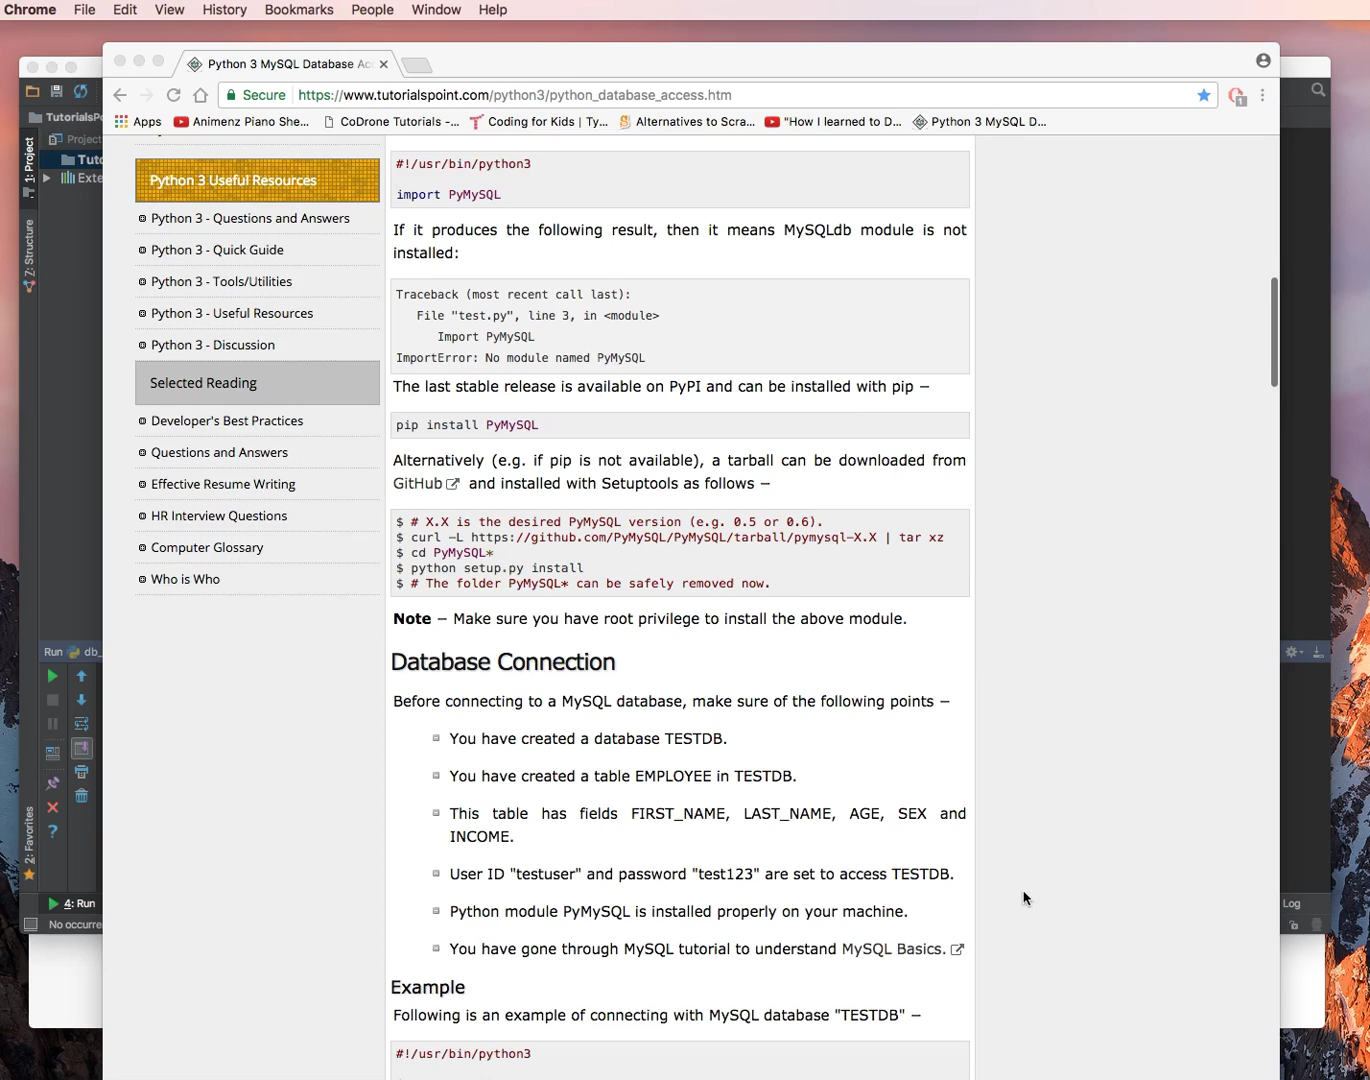 Chrome File Edit View History Bookmarks People Window Help
Python 3 MySQL Database Ac
Secure https://www.tutorialspoint.com/python3/python_database_access.htm
Apps Animenz Piano She... CoDrone Tutorials -... Coding for Kids | Ty... Alternatives to Scra... "How I learned to D... Python 3 MySQL D...
TutorialsPo
Project
1: Project
Tuto
Exte
7: Structure
2: Favorites
Run db_
4: Run
No occurre
Log
Python 3 Useful Resources
Python 3 - Questions and Answers
Python 3 - Quick Guide
Python 3 - Tools/Utilities
Python 3 - Useful Resources
Python 3 - Discussion
Selected Reading
Developer's Best Practices
Questions and Answers
Effective Resume Writing
HR Interview Questions
Computer Glossary
Who is Who
#!/usr/bin/python3
import PyMySQL
If it produces the following result, then it means MySQLdb module is not
installed:
Traceback (most recent call last):
File "test.py", line 3, in <module>
Import PyMySQL
ImportError: No module named PyMySQL
The last stable release is available on PyPI and can be installed with pip −
pip install PyMySQL
Alternatively (e.g. if pip is not available), a tarball can be downloaded from
GitHub and installed with Setuptools as follows −
$ # X.X is the desired PyMySQL version (e.g. 0.5 or 0.6).
$ curl -L https://github.com/PyMySQL/PyMySQL/tarball/pymysql-X.X | tar xz
$ cd PyMySQL*
$ python setup.py install
$ # The folder PyMySQL* can be safely removed now.
Note − Make sure you have root privilege to install the above module.
Database Connection
Before connecting to a MySQL database, make sure of the following points −
You have created a database TESTDB.
You have created a table EMPLOYEE in TESTDB.
This table has fields FIRST_NAME, LAST_NAME, AGE, SEX and
INCOME.
User ID "testuser" and password "test123" are set to access TESTDB.
Python module PyMySQL is installed properly on your machine.
You have gone through MySQL tutorial to understand MySQL Basics.
Example
Following is an example of connecting with MySQL database "TESTDB" −
#!/usr/bin/python3